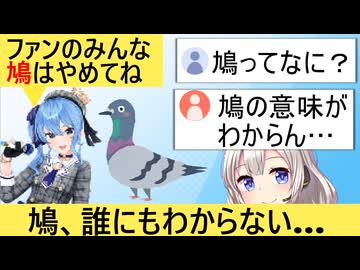 ファンのみんな
鳩はやめてね
鳩ってなに？
鳩の意味が
わからん…
鳩、誰にもわからない…